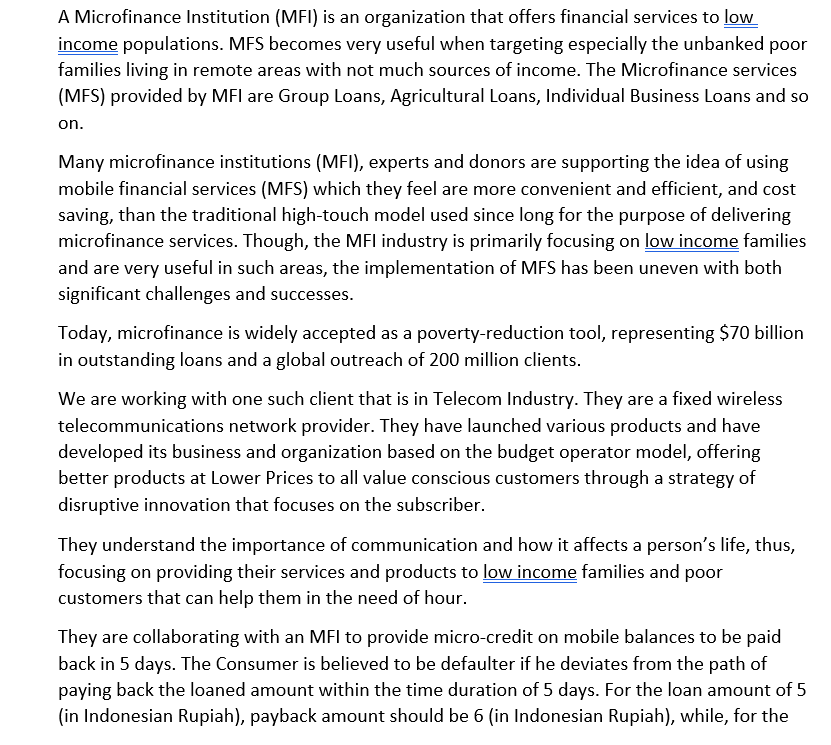 A Microfinance Institution (MFI) is an organization that offers financial services to low
income populations. MFS becomes very useful when targeting especially the unbanked poor
families living in remote areas with not much sources of income. The Microfinance services
(MFS) provided by MFI are Group Loans, Agricultural Loans, Individual Business Loans and so
on.
Many microfinance institutions (MFI), experts and donors are supporting the idea of using
mobile financial services (MFS) which they feel are more convenient and efficient, and cost
saving, than the traditional high-touch model used since long for the purpose of delivering
microfinance services. Though, the MFI industry is primarily focusing on low income families
and are very useful in such areas, the implementation of MFS has been uneven with both
significant challenges and successes.
Today, microfinance is widely accepted as a poverty-reduction tool, representing $70 billion
in outstanding loans and a global outreach of 200 million clients.
We are working with one such client that is in Telecom Industry. They are a fixed wireless
telecommunications network provider. They have launched various products and have
developed its business and organization based on the budget operator model, offering
better products at Lower Prices to all value conscious customers through a strategy of
disruptive innovation that focuses on the subscriber.
They understand the importance of communication and how it affects a person’s life, thus,
focusing on providing their services and products to low income families and poor
customers that can help them in the need of hour.
They are collaborating with an MFI to provide micro-credit on mobile balances to be paid
back in 5 days. The Consumer is believed to be defaulter if he deviates from the path of
paying back the loaned amount within the time duration of 5 days. For the loan amount of 5
(in Indonesian Rupiah), payback amount should be 6 (in Indonesian Rupiah), while, for the